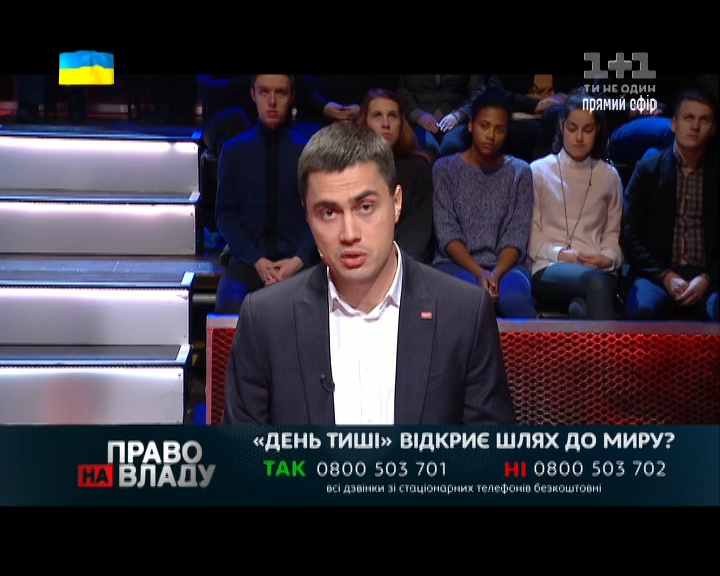 1+1
ТИ НЕ ОДИН
ПРЯМИЙ ЕФІР
ПРАВО
НА ВЛАДУ
«ДЕНЬ ТИШІ» ВІДКРИЄ ШЛЯХ ДО МИРУ?
ТАК 0800 503 701 НІ 0800 503 702
всі дзвінки зі стаціонарних телефонів безкоштовні